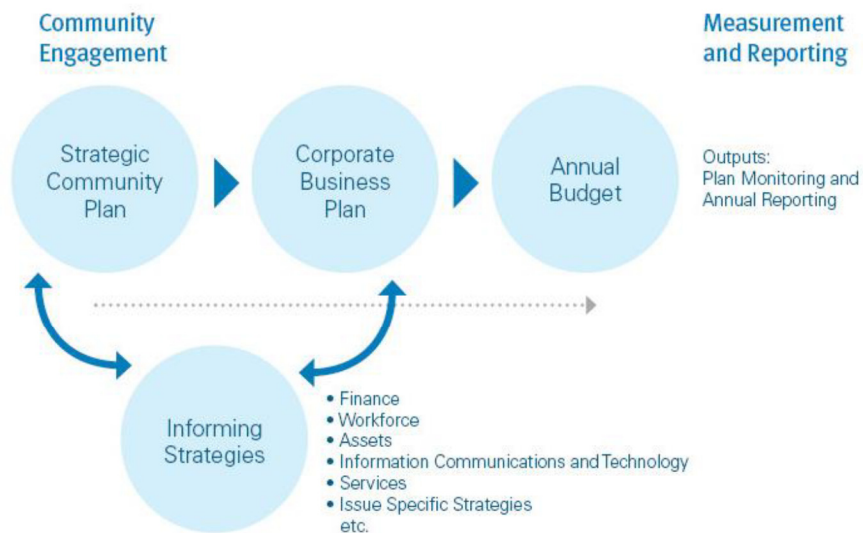 Community
Engagement
Measurement
and Reporting
Strategic
Community
Plan
Corporate
Business
Plan
Annual
Budget
Outputs:
Plan Monitoring and
Annual Reporting
Informing
Strategies
• Finance
• Workforce
• Assets
• Information Communications and Technology
• Services
• Issue Specific Strategies
etc.